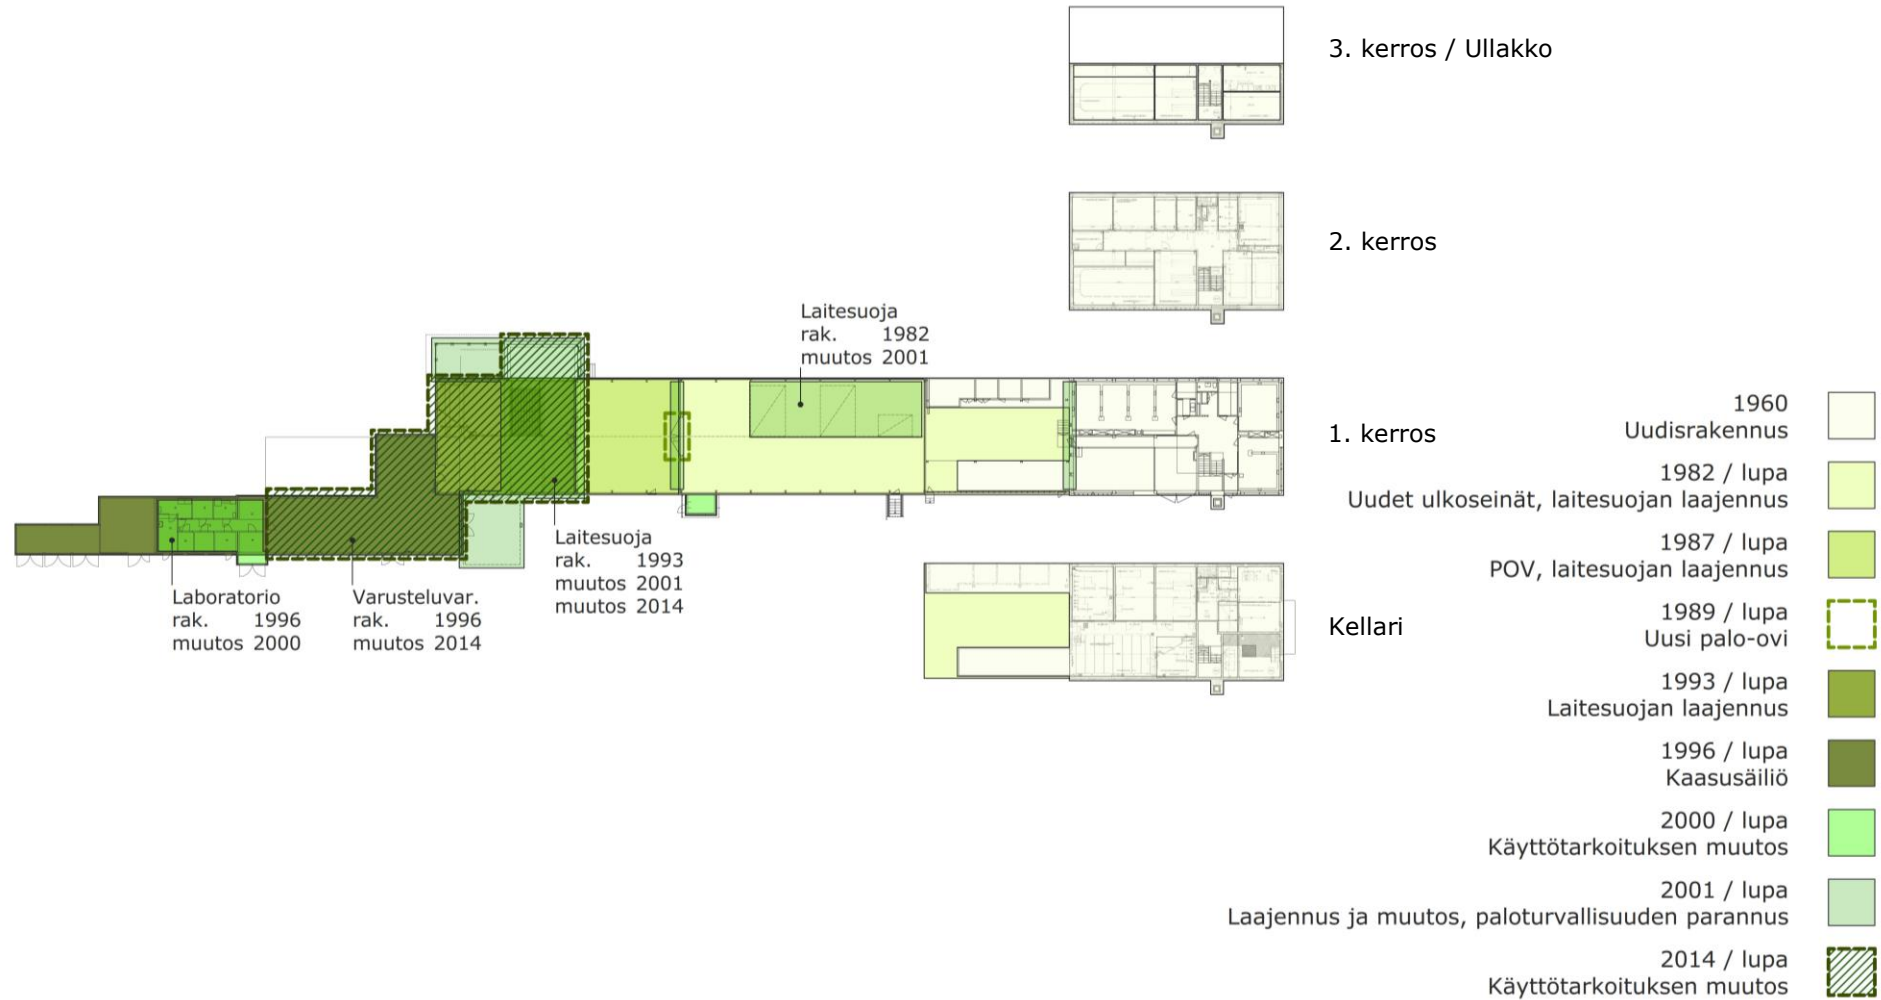 3. kerros / Ullakko
2. kerros
Laitesuoja
rak. 1982
muutos 2001
1. kerros
Laitesuoja
rak. 1993
muutos 2001
muutos 2014
Laboratorio
rak. 1996
muutos 2000
Varusteluvar.
rak. 1996
muutos 2014
Kellari
1960
Uudisrakennus
1982 / lupa
Uudet ulkoseinät, laitesuojan laajennus
1987 / lupa
POV, laitesuojan laajennus
1989 / lupa
Uusi palo-ovi
1993 / lupa
Laitesuojan laajennus
1996 / lupa
Kaasusäiliö
2000 / lupa
Käyttötarkoituksen muutos
2001 / lupa
Laajennus ja muutos, paloturvallisuuden parannus
2014 / lupa
Käyttötarkoituksen muutos